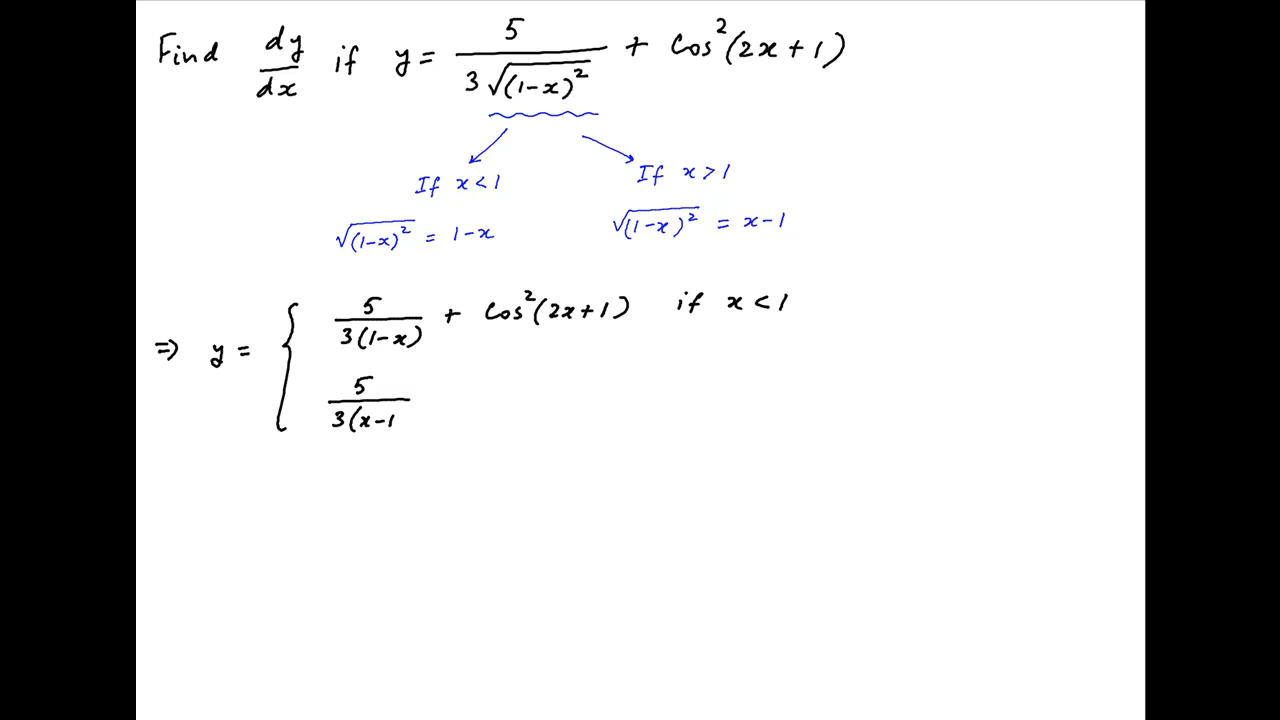 Find dy/dx if y = 5/(3√(1-x)²) + Cos²(2x+1)
If x < 1 If x > 1
√(1-x)² = 1-x √(1-x)² = x-1
⇒ y = { 5/(3(1-x)) + Cos²(2x+1) if x < 1
5/(3(x-1